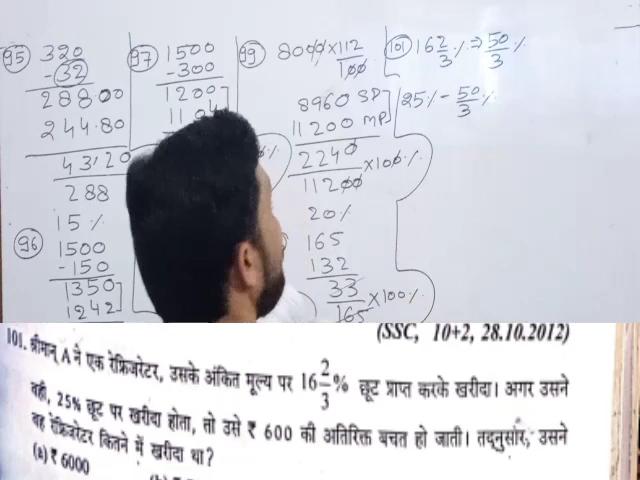 95 320
- 32
288.00
244.80
43.20
288
15%
96 1500
- 150
1350
1242
97 1500
- 300
1200
99 8000 × 112
100
8960 SP
11200 MP
2240 × 100%
11200
20%
165
132
33 × 100%
165
101 16 2/3 % ⇒ 50/3 %
25% - 50/3 %
(SSC, 10+2, 28.10.2012)
101. श्रीमान् A ने एक रेफ्रिजरेटर, उसके अंकित मूल्य पर 16 2/3 % छूट प्राप्त करके खरीदा। अगर उसने
वही, 25% छूट पर खरीदा होता, तो उसे ₹ 600 की अतिरिक्त बचत हो जाती। तद्नुसार, उसने
वह रेफ्रिजरेटर कितने में खरीदा था?
(a) ₹ 6000